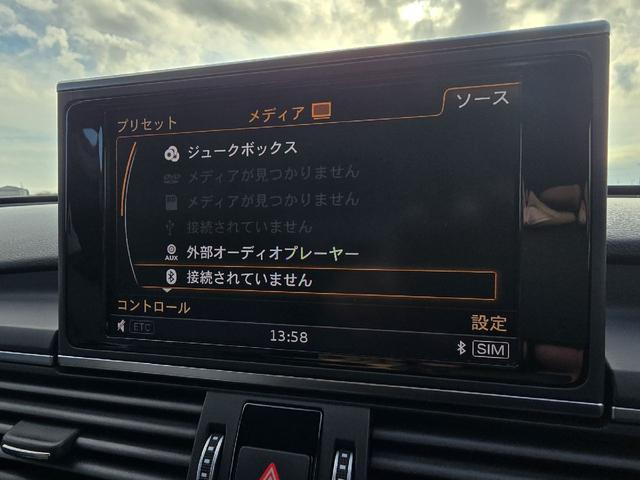 プリセット
メディア
ソース
ジュークボックス
DVD メディアが見つかりません
メディアが見つかりません
接続されていません
AUX 外部オーディオプレーヤー
接続されていません
コントロール
設定
ETC
13:58
SIM